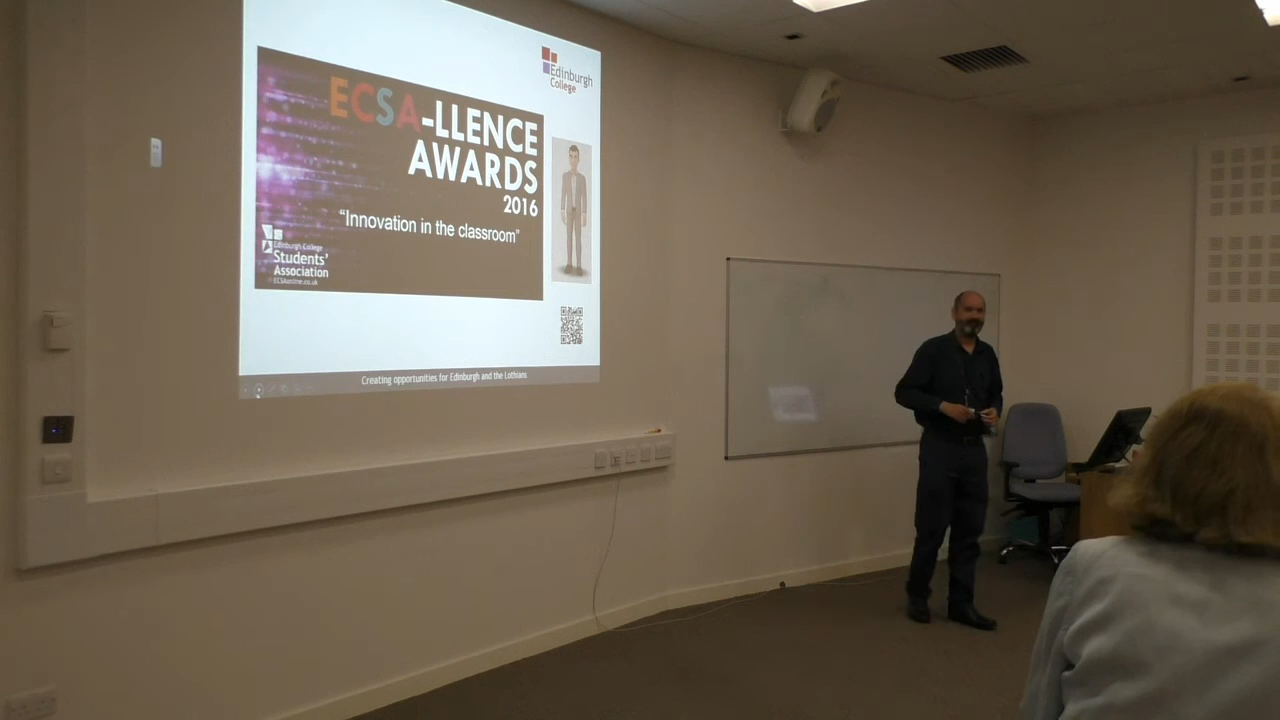 Edinburgh
College
ECSA-LLENCE
AWARDS
2016
“Innovation in the classroom”
Edinburgh College
Students’
Association
ECSAonline.co.uk
Creating opportunities for Edinburgh and the Lothians